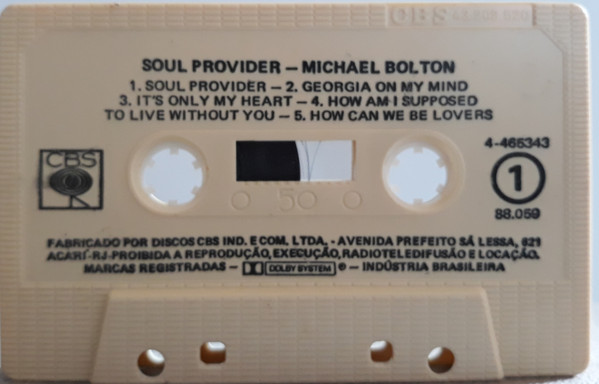 CBS
SOUL PROVIDER – MICHAEL BOLTON
1. SOUL PROVIDER – 2. GEORGIA ON MY MIND
3. IT'S ONLY MY HEART – 4. HOW AM I SUPPOSED
TO LIVE WITHOUT YOU – 5. HOW CAN WE BE LOVERS
4-465343
CBS
1
50
88.059
FABRICADO POR DISCOS CBS IND. E COM. LTDA. - AVENIDA PREFEITO SÁ LESSA, 621
ACARÍ-RJ-PROIBIDA A REPRODUÇÃO, EXECUÇÃO, RADIOTELEDIFUSÃO E LOCAÇÃO.
MARCAS REGISTRADAS – DOLBY SYSTEM ® – INDÚSTRIA BRASILEIRA